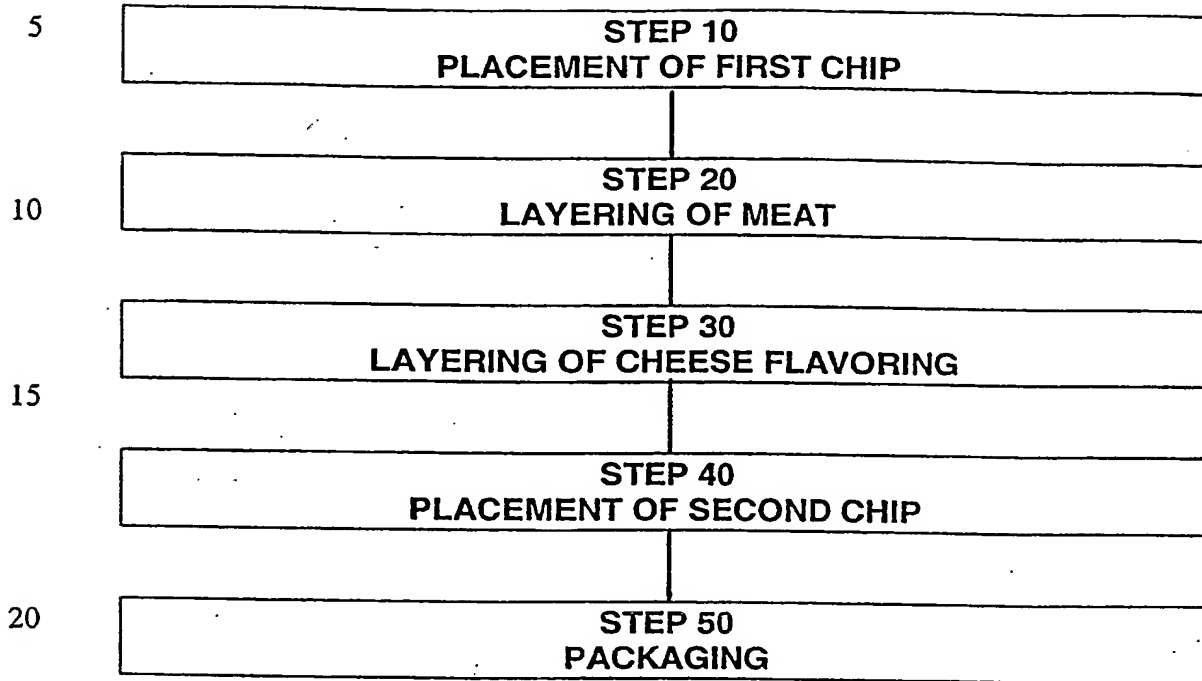 5
STEP 10
PLACEMENT OF FIRST CHIP
10
STEP 20
LAYERING OF MEAT
STEP 30
LAYERING OF CHEESE FLAVORING
15
STEP 40
PLACEMENT OF SECOND CHIP
20
STEP 50
PACKAGING